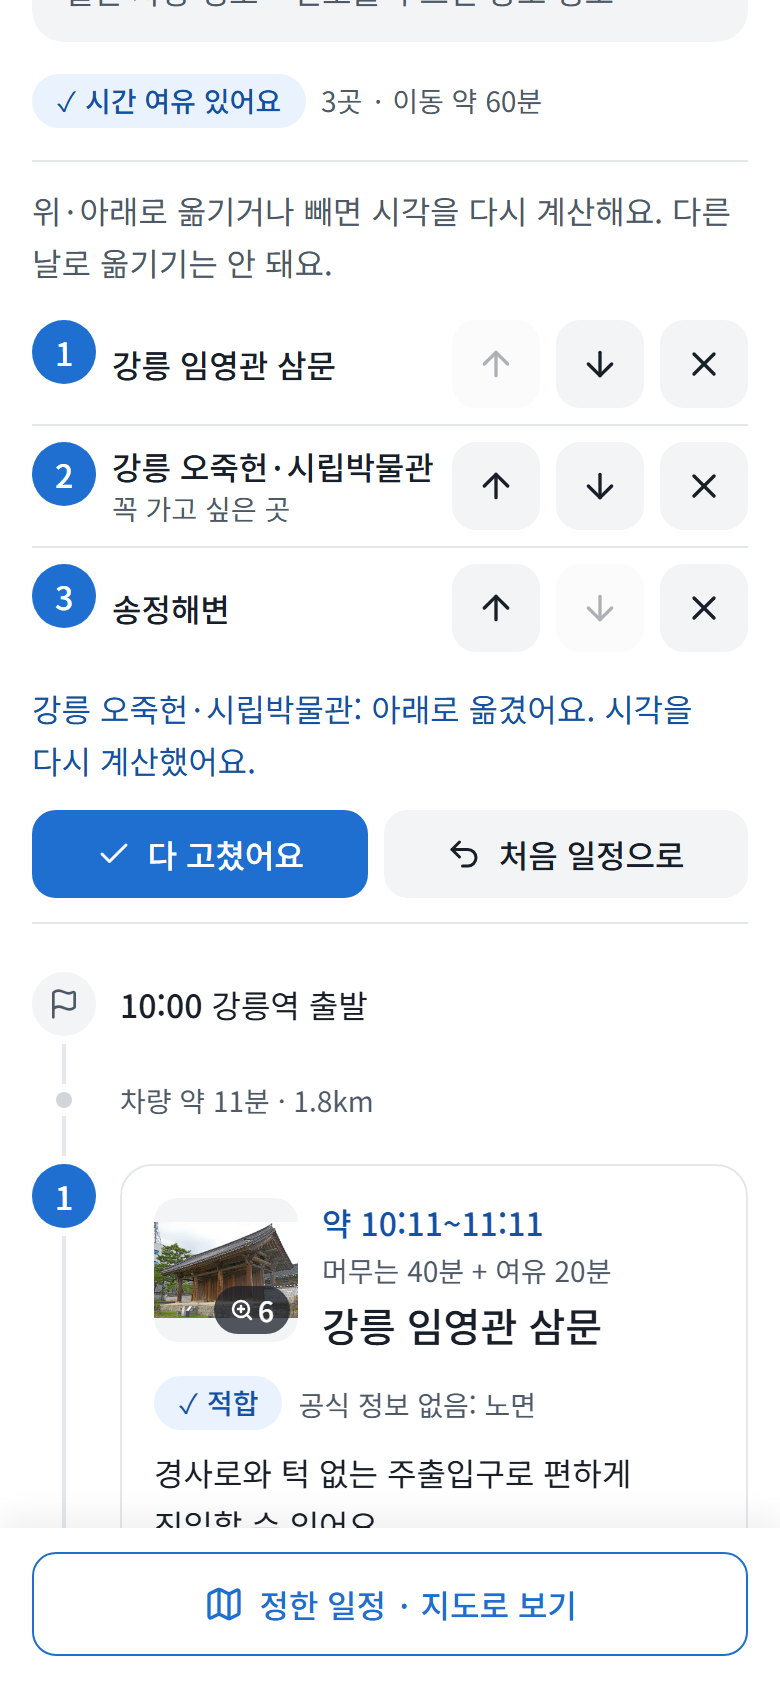 ✓ 시간 여유 있어요 3곳 · 이동 약 60분
위·아래로 옮기거나 빼면 시각을 다시 계산해요. 다른
날로 옮기기는 안 돼요.
1 강릉 임영관 삼문
2 강릉 오죽헌·시립박물관
꼭 가고 싶은 곳
3 송정해변
강릉 오죽헌·시립박물관: 아래로 옮겼어요. 시각을
다시 계산했어요.
다 고쳤어요 처음 일정으로
10:00 강릉역 출발
차량 약 11분 · 1.8km
1
약 10:11~11:11
머무는 40분 + 여유 20분
6
강릉 임영관 삼문
✓ 적합 공식 정보 없음: 노면
경사로와 턱 없는 주출입구로 편하게
진입할 수 있어요
정한 일정 · 지도로 보기